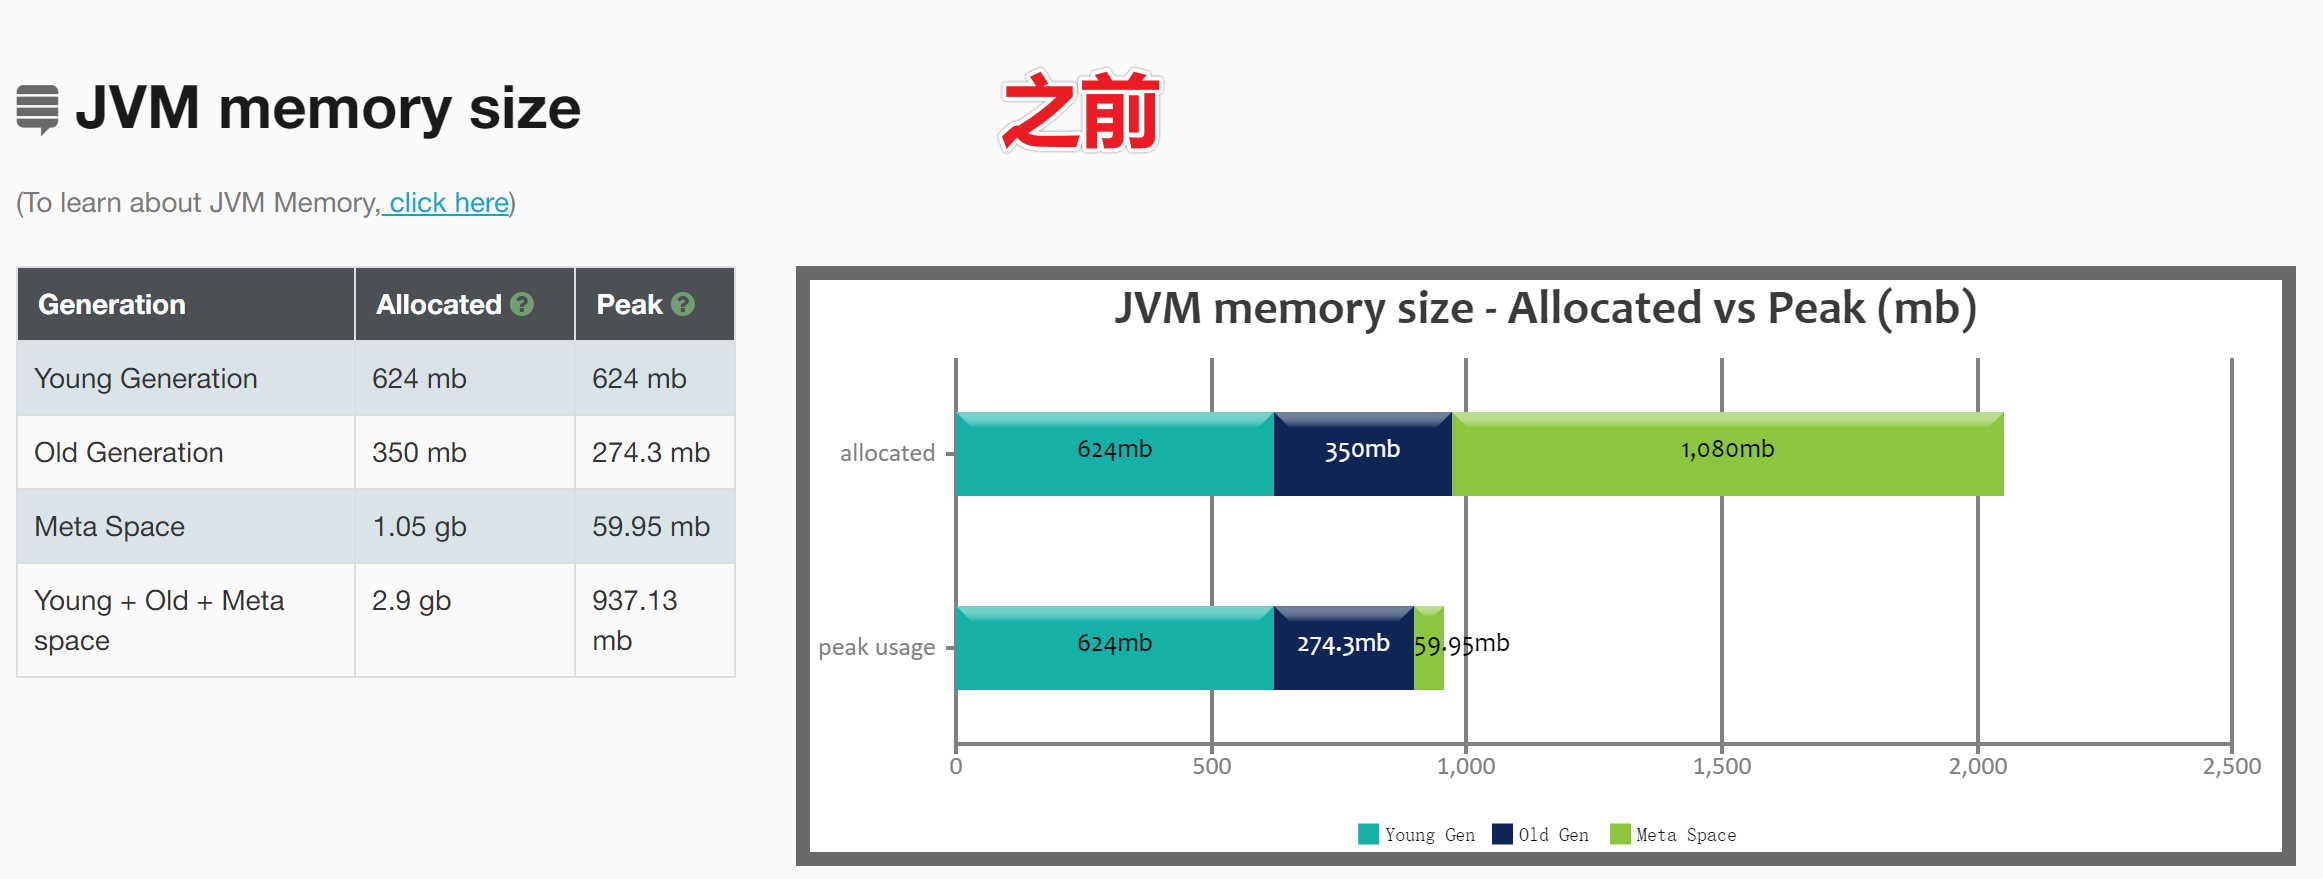 JVM memory size
之前
(To learn about JVM Memory, click here)
Generation Allocated ? Peak ?
Young Generation 624 mb 624 mb
Old Generation 350 mb 274.3 mb
Meta Space 1.05 gb 59.95 mb
Young + Old + Meta space 2.9 gb 937.13 mb
JVM memory size - Allocated vs Peak (mb)
allocated 624mb 350mb 1,080mb
peak usage 624mb 274.3mb 59.95mb
0 500 1,000 1,500 2,000 2,500
Young Gen Old Gen Meta Space